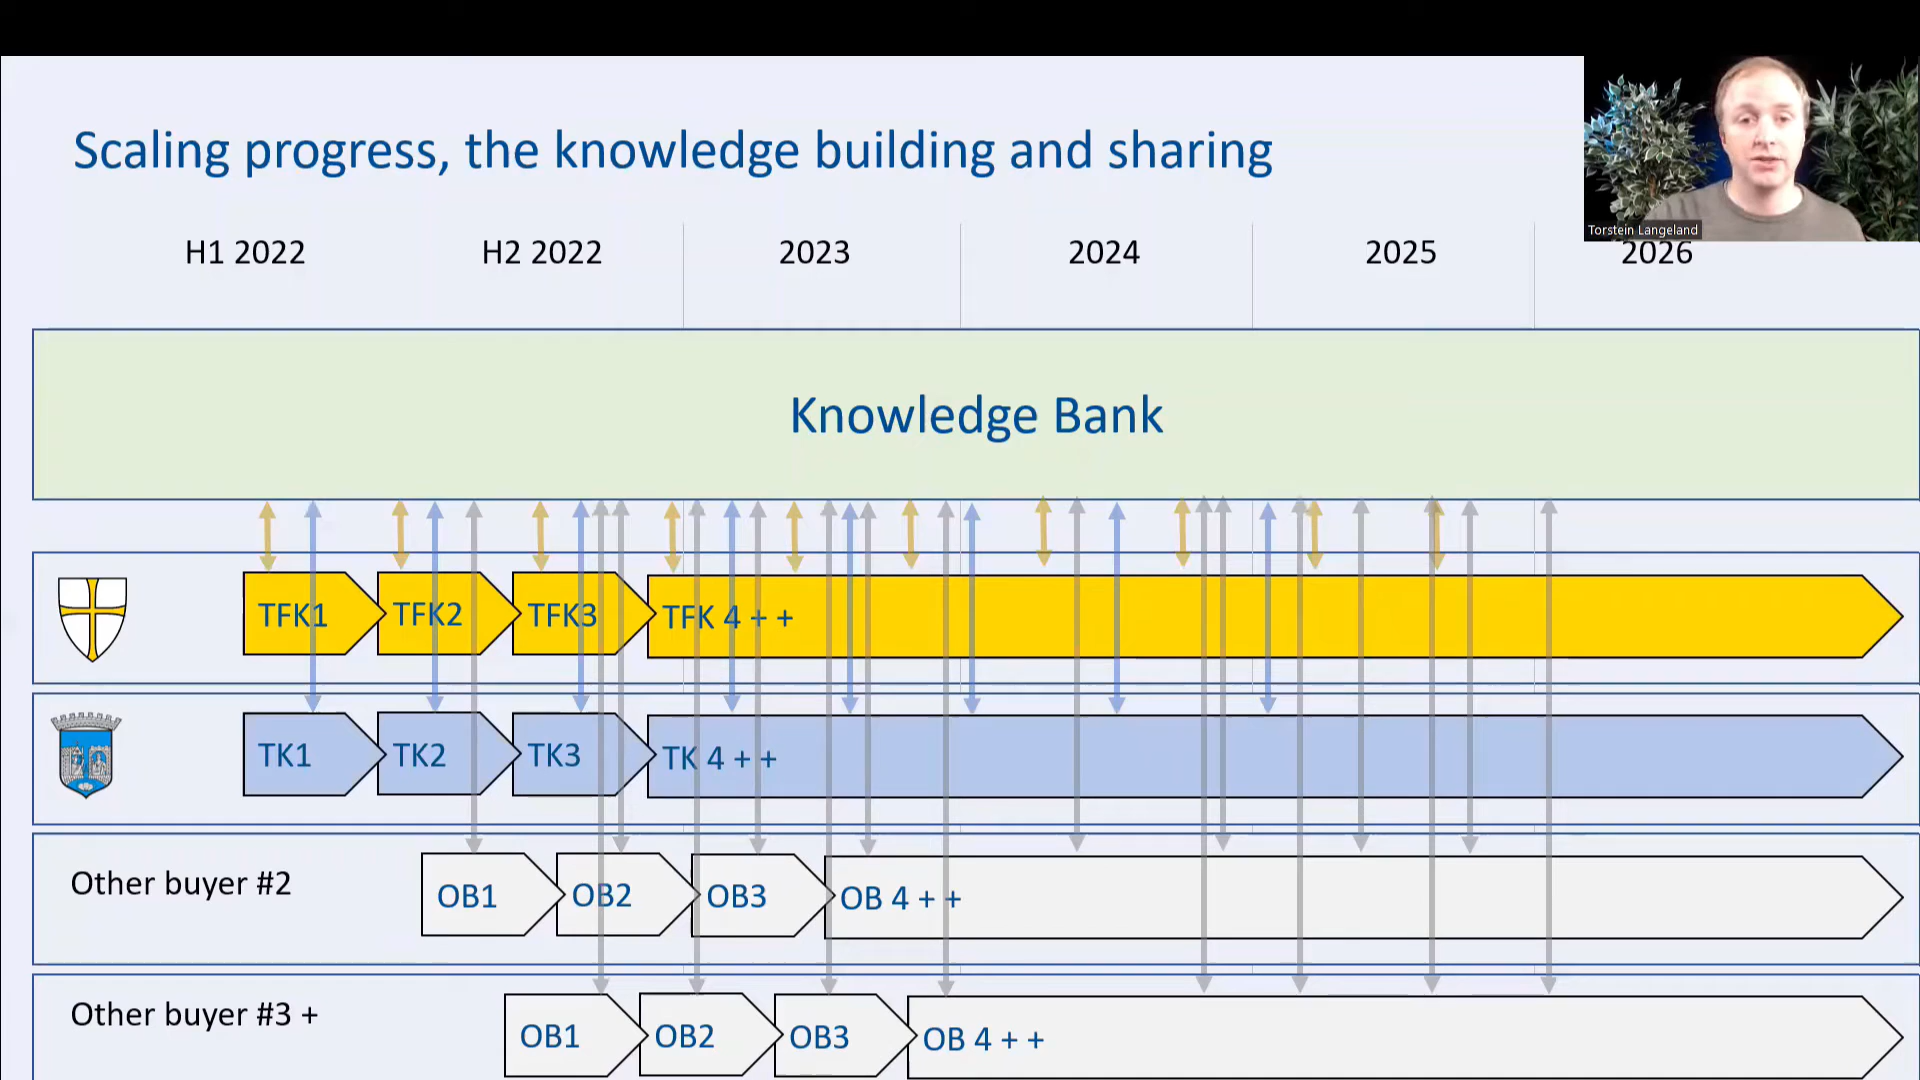 Scaling progress, the knowledge building and sharing
Torstein Langeland
H1 2022 H2 2022 2023 2024 2025 2026
Knowledge Bank
TFK1 TFK2 TFK3 TFK 4 + +
TK1 TK2 TK3 TK 4 + +
Other buyer #2
OB1 OB2 OB3 OB 4 + +
Other buyer #3 +
OB1 OB2 OB3 OB 4 + +